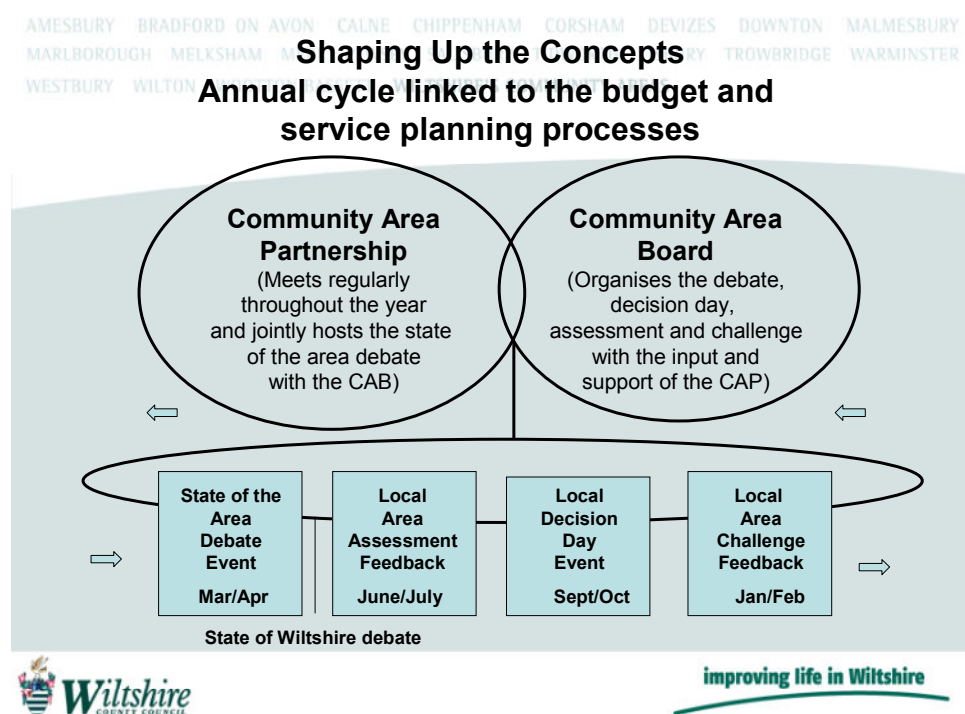 AMESBURY BRADFORD ON AVON CALNE CHIPPENHAM CORSHAM DEVIZES DOWNTON MALMESBURY
MARLBOROUGH MELKSHAM TROWBRIDGE WARMINSTER
WESTBURY WILTON
Shaping Up the Concepts
Annual cycle linked to the budget and
service planning processes
Community Area
Partnership
(Meets regularly
throughout the year
and jointly hosts the state
of the area debate
with the CAB)
Community Area
Board
(Organises the debate,
decision day,
assessment and challenge
with the input and
support of the CAP)
State of the
Area
Debate
Event
Mar/Apr
Local
Area
Assessment
Feedback
June/July
Local
Decision
Day
Event
Sept/Oct
Local
Area
Challenge
Feedback
Jan/Feb
State of Wiltshire debate
Wiltshire
COUNTY COUNCIL
improving life in Wiltshire